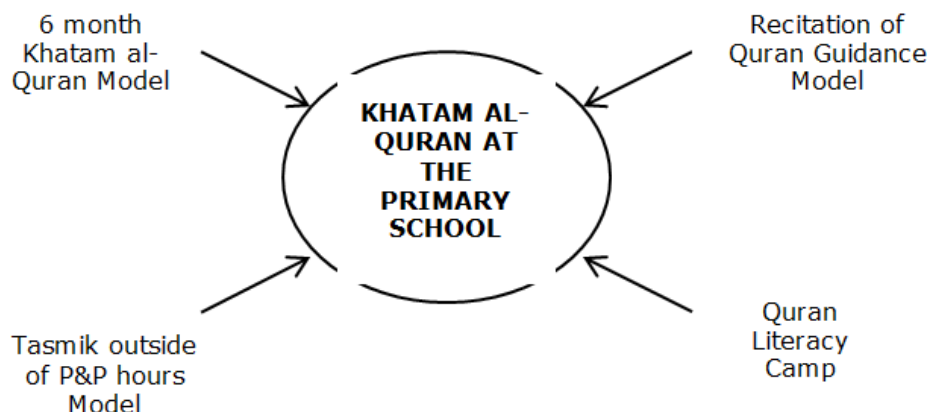 6 month
Khatam al-
Quran Model
Recitation of
Quran Guidance
Model
KHATAM AL-
QURAN AT
THE
PRIMARY
SCHOOL
Tasmik outside
of P&P hours
Model
Quran
Literacy
Camp